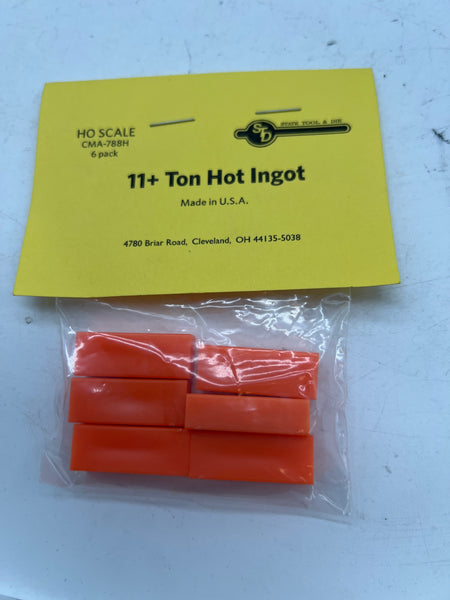 HO SCALE
CMA-788H
6 pack
STD
STATE TOOL & DIE
11+ Ton Hot Ingot
Made in U.S.A.
4780 Briar Road, Cleveland, OH 44135-5038